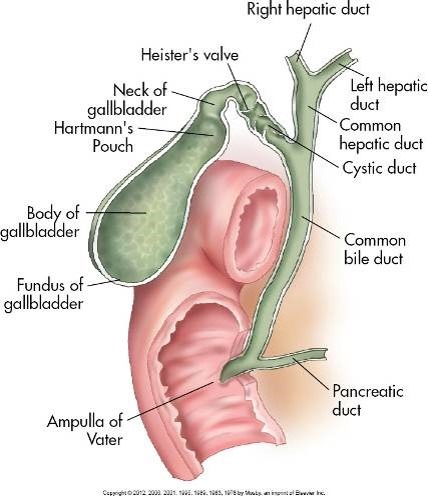 Right hepatic duct
Heister's valve
Left hepatic
duct
Neck of
gallbladder
Common
hepatic duct
Hartmann's
Pouch
Cystic duct
Body of
gallbladder
Common
bile duct
Fundus of
gallbladder
Pancreatic
duct
Ampulla of
Vater